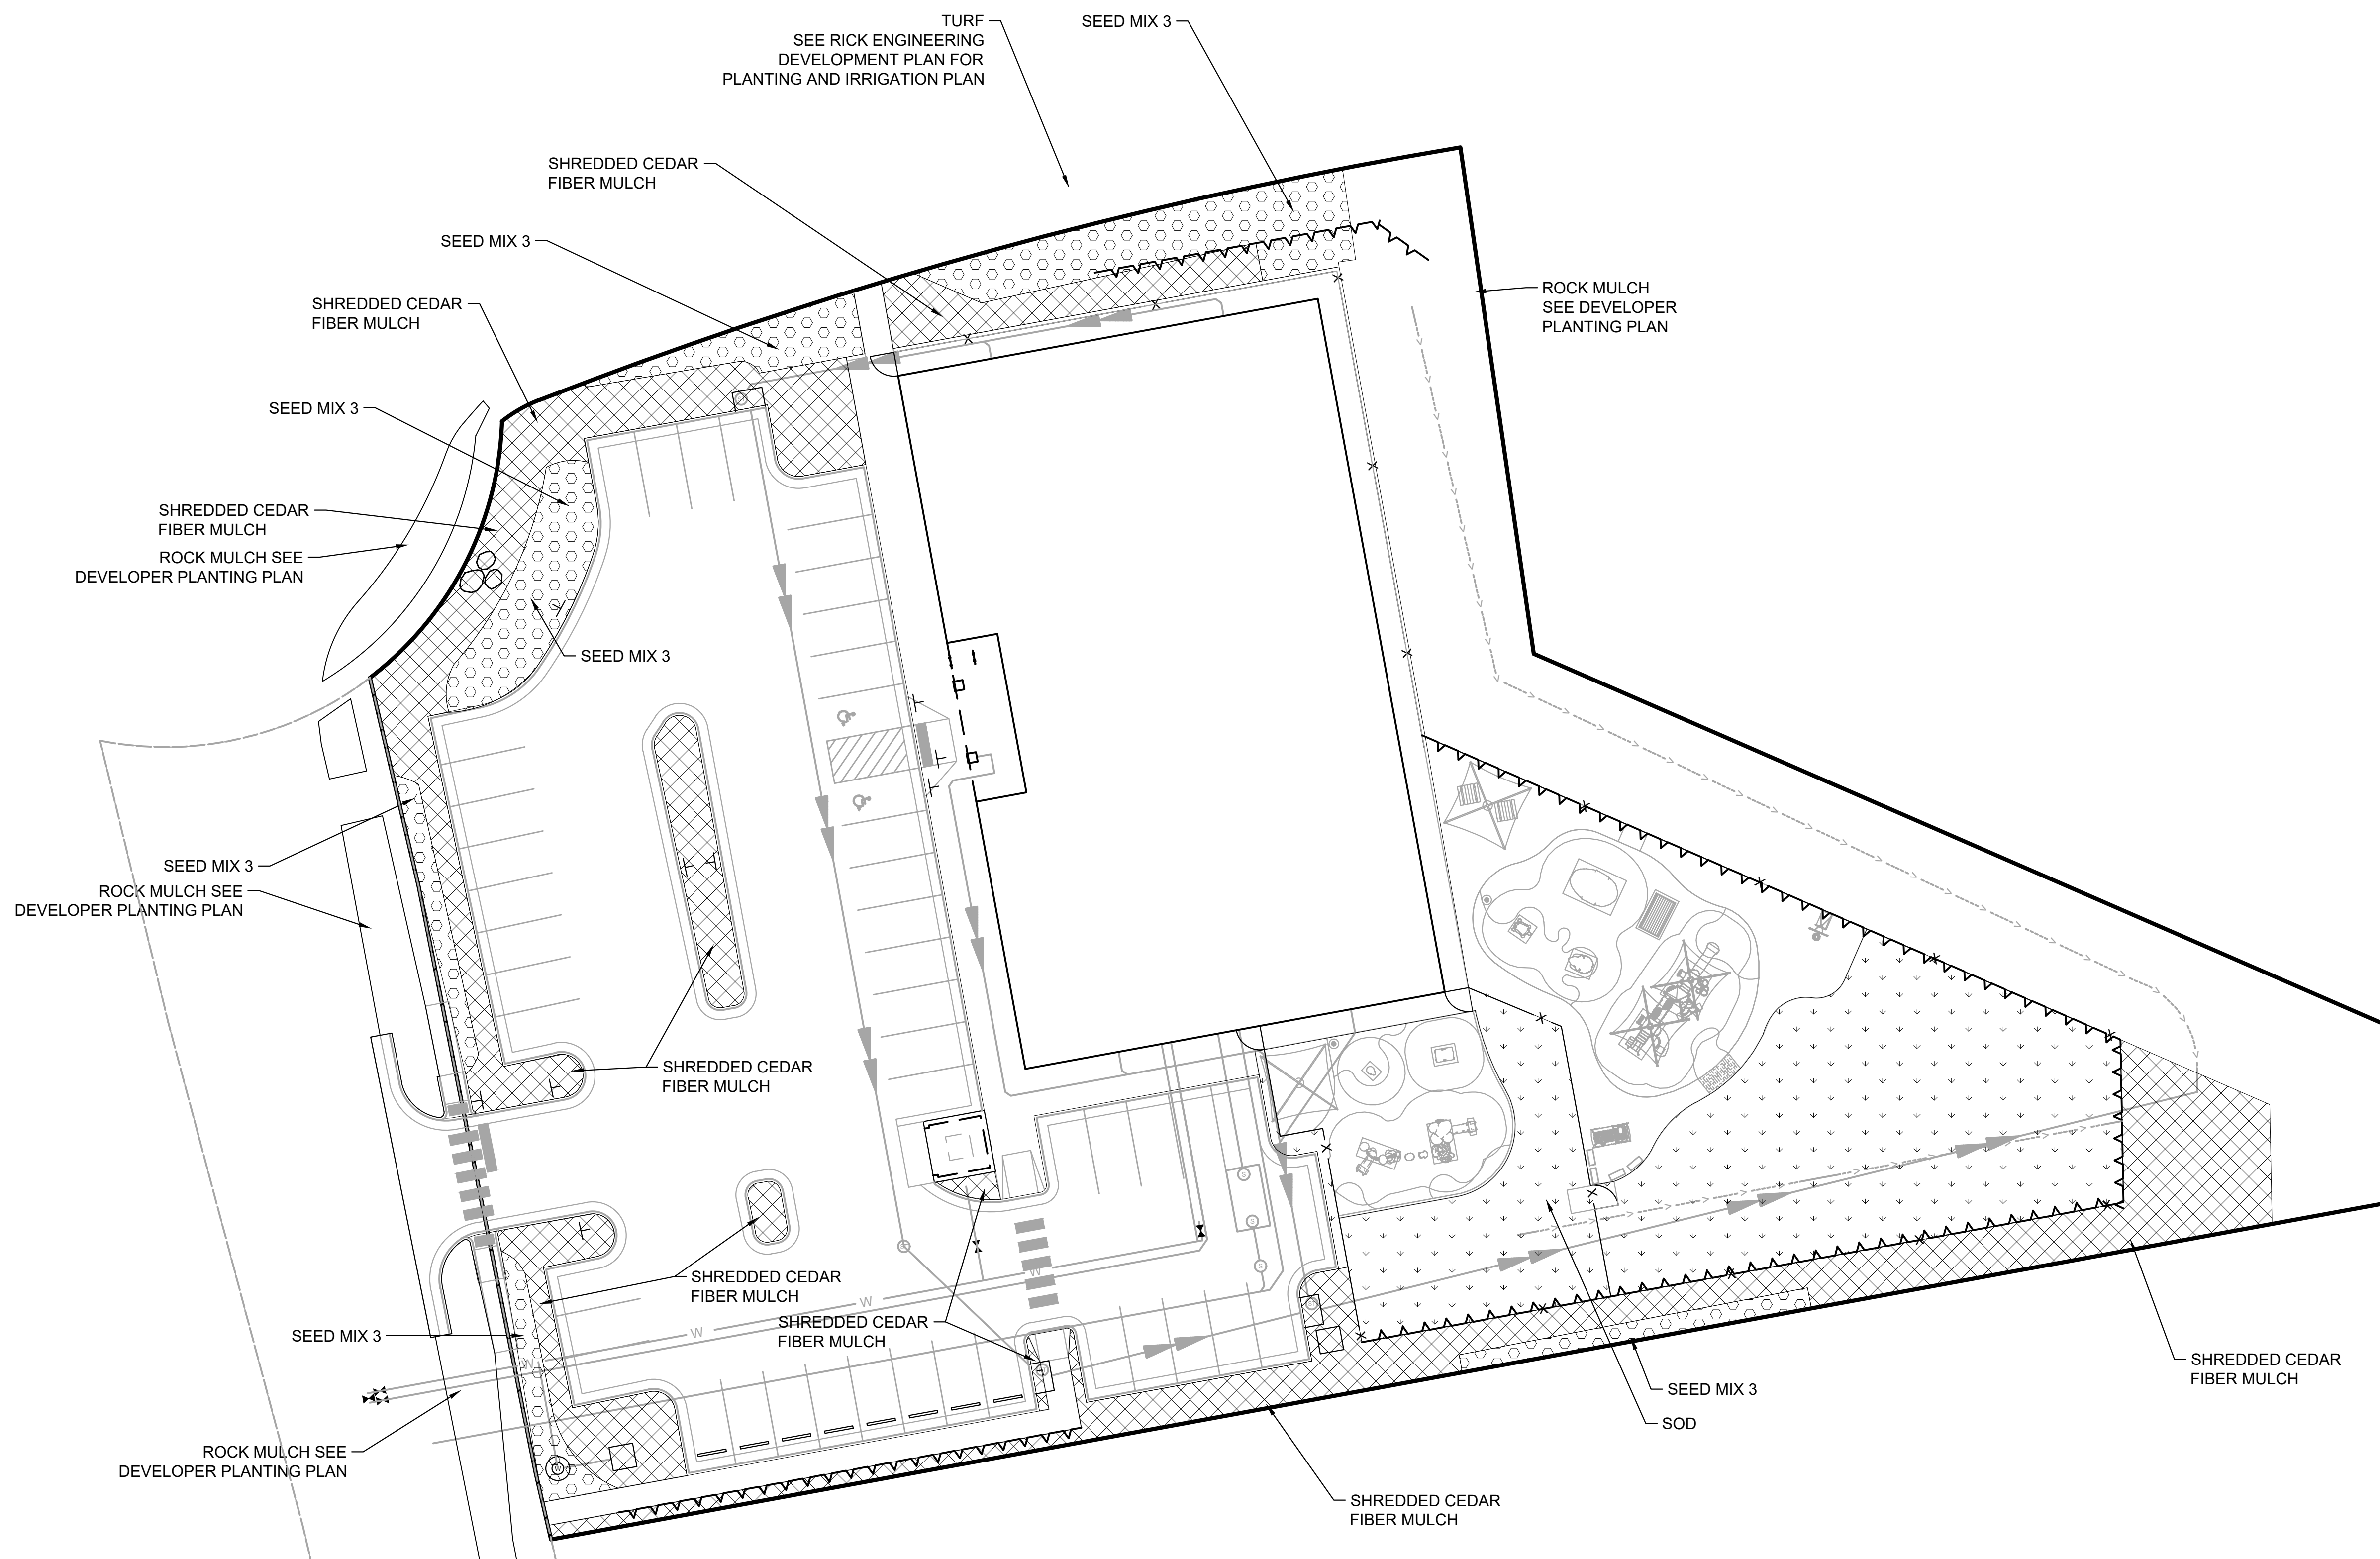 TURF
SEE RICK ENGINEERING
DEVELOPMENT PLAN FOR
PLANTING AND IRRIGATION PLAN
SEED MIX 3
SHREDDED CEDAR
FIBER MULCH
SEED MIX 3
SHREDDED CEDAR
FIBER MULCH
ROCK MULCH
SEE DEVELOPER
PLANTING PLAN
SEED MIX 3
SHREDDED CEDAR
FIBER MULCH
ROCK MULCH SEE
DEVELOPER PLANTING PLAN
SEED MIX 3
SEED MIX 3
ROCK MULCH SEE
DEVELOPER PLANTING PLAN
SHREDDED CEDAR
FIBER MULCH
S
S
S
SHREDDED CEDAR
FIBER MULCH
W
W
W
W
SHREDDED CEDAR
FIBER MULCH
SEED MIX 3
SHREDDED CEDAR
FIBER MULCH
SEED MIX 3
SOD
ROCK MULCH SEE
DEVELOPER PLANTING PLAN
W
SHREDDED CEDAR
FIBER MULCH